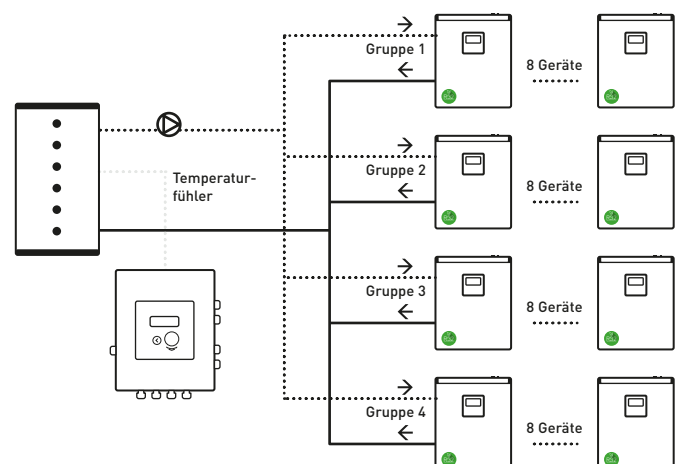 Gruppe 1
8 Geräte
Temperatur-
fühler
Gruppe 2
8 Geräte
Gruppe 3
8 Geräte
Gruppe 4
8 Geräte